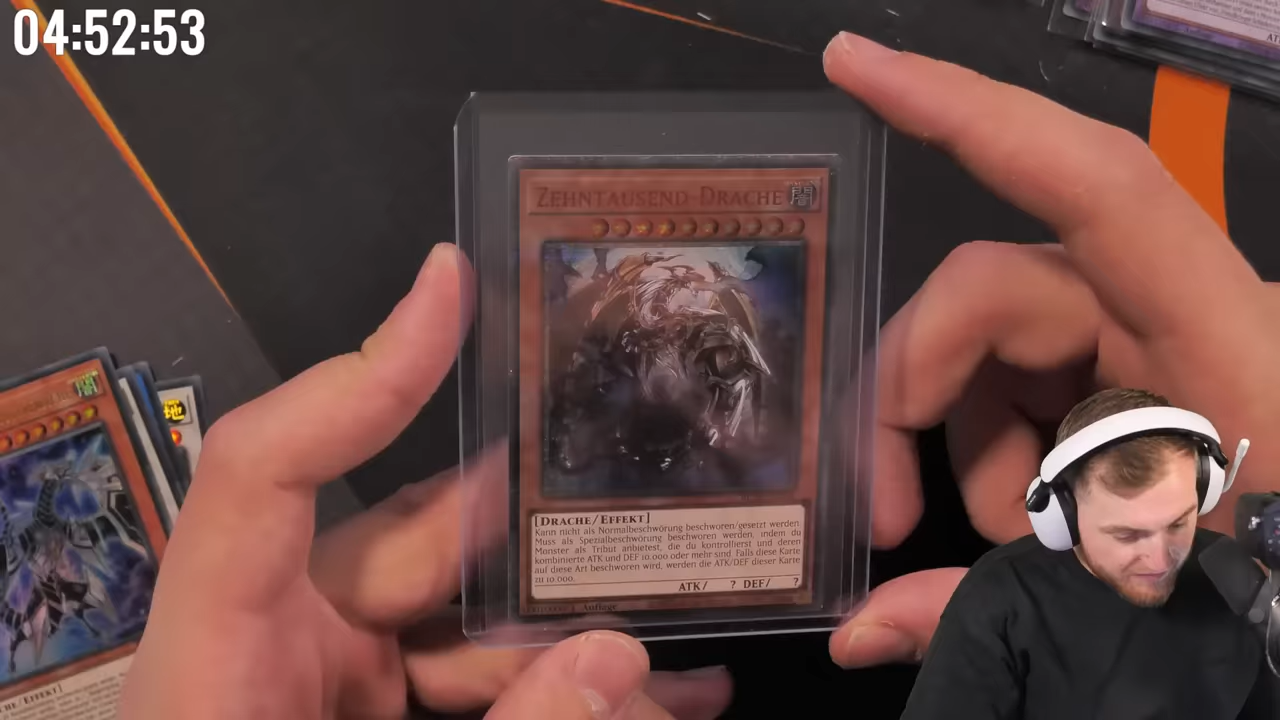 04:52:53
ZEHNTAUSEND-DRACHE
闇
[DRACHE/EFFEKT]
Kann nicht als Normalbeschwörung beschworen/gesetzt werden.
Muss als Spezialbeschwörung beschworen werden, indem du
Monster als Tribut anbietest, die du kontrollierst und deren
kombinierte ATK und DEF 10.000 oder mehr sind. Falls diese Karte
auf diese Art beschworen wird, werden die ATK/DEF dieser Karte
zu 10.000.
ATK/ ? DEF/ ?
Auflage
/EFFEKT]